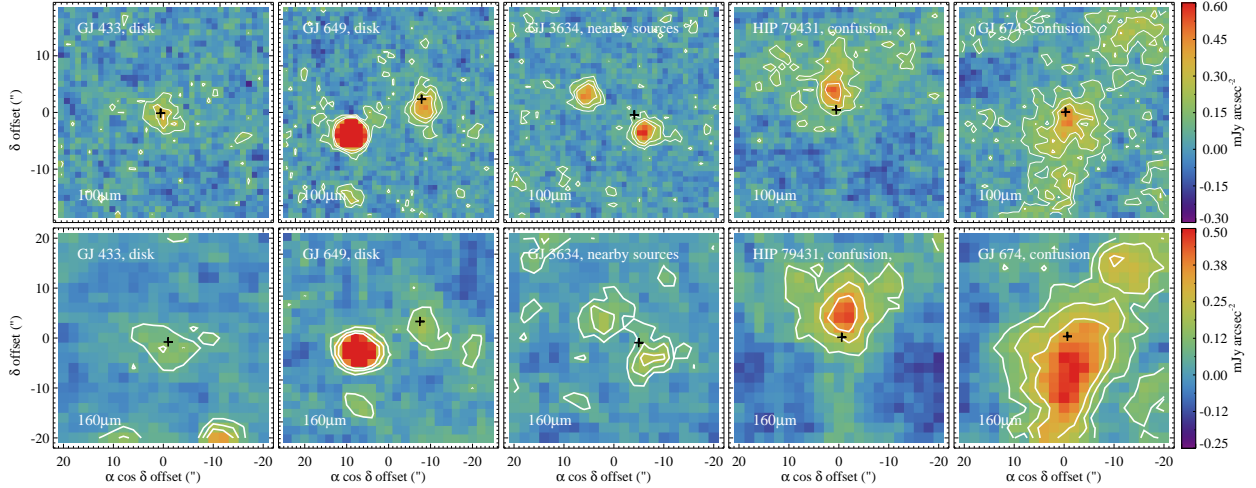 GJ 433, disk
GJ 649, disk
GJ 3634, nearby sources
HIP 79431, confusion
GJ 674, confusion
20
10
0
-10
δ offset (")
100μm
100μm
100μm
100μm
100μm
0.60
0.45
0.30
0.15
0.00
-0.15
-0.30
mJy arcsec-2
GJ 433, disk
GJ 649, disk
GJ 3634, nearby sources
HIP 79431, confusion
GJ 674, confusion
20
10
0
-10
-20
δ offset (")
160μm
160μm
160μm
160μm
160μm
0.50
0.38
0.25
0.12
0.00
-0.12
-0.25
mJy arcsec-2
20 10 0 -10 -20
20 10 0 -10 -20
20 10 0 -10 -20
20 10 0 -10 -20
20 10 0 -10 -20
α cos δ offset (")
α cos δ offset (")
α cos δ offset (")
α cos δ offset (")
α cos δ offset (")